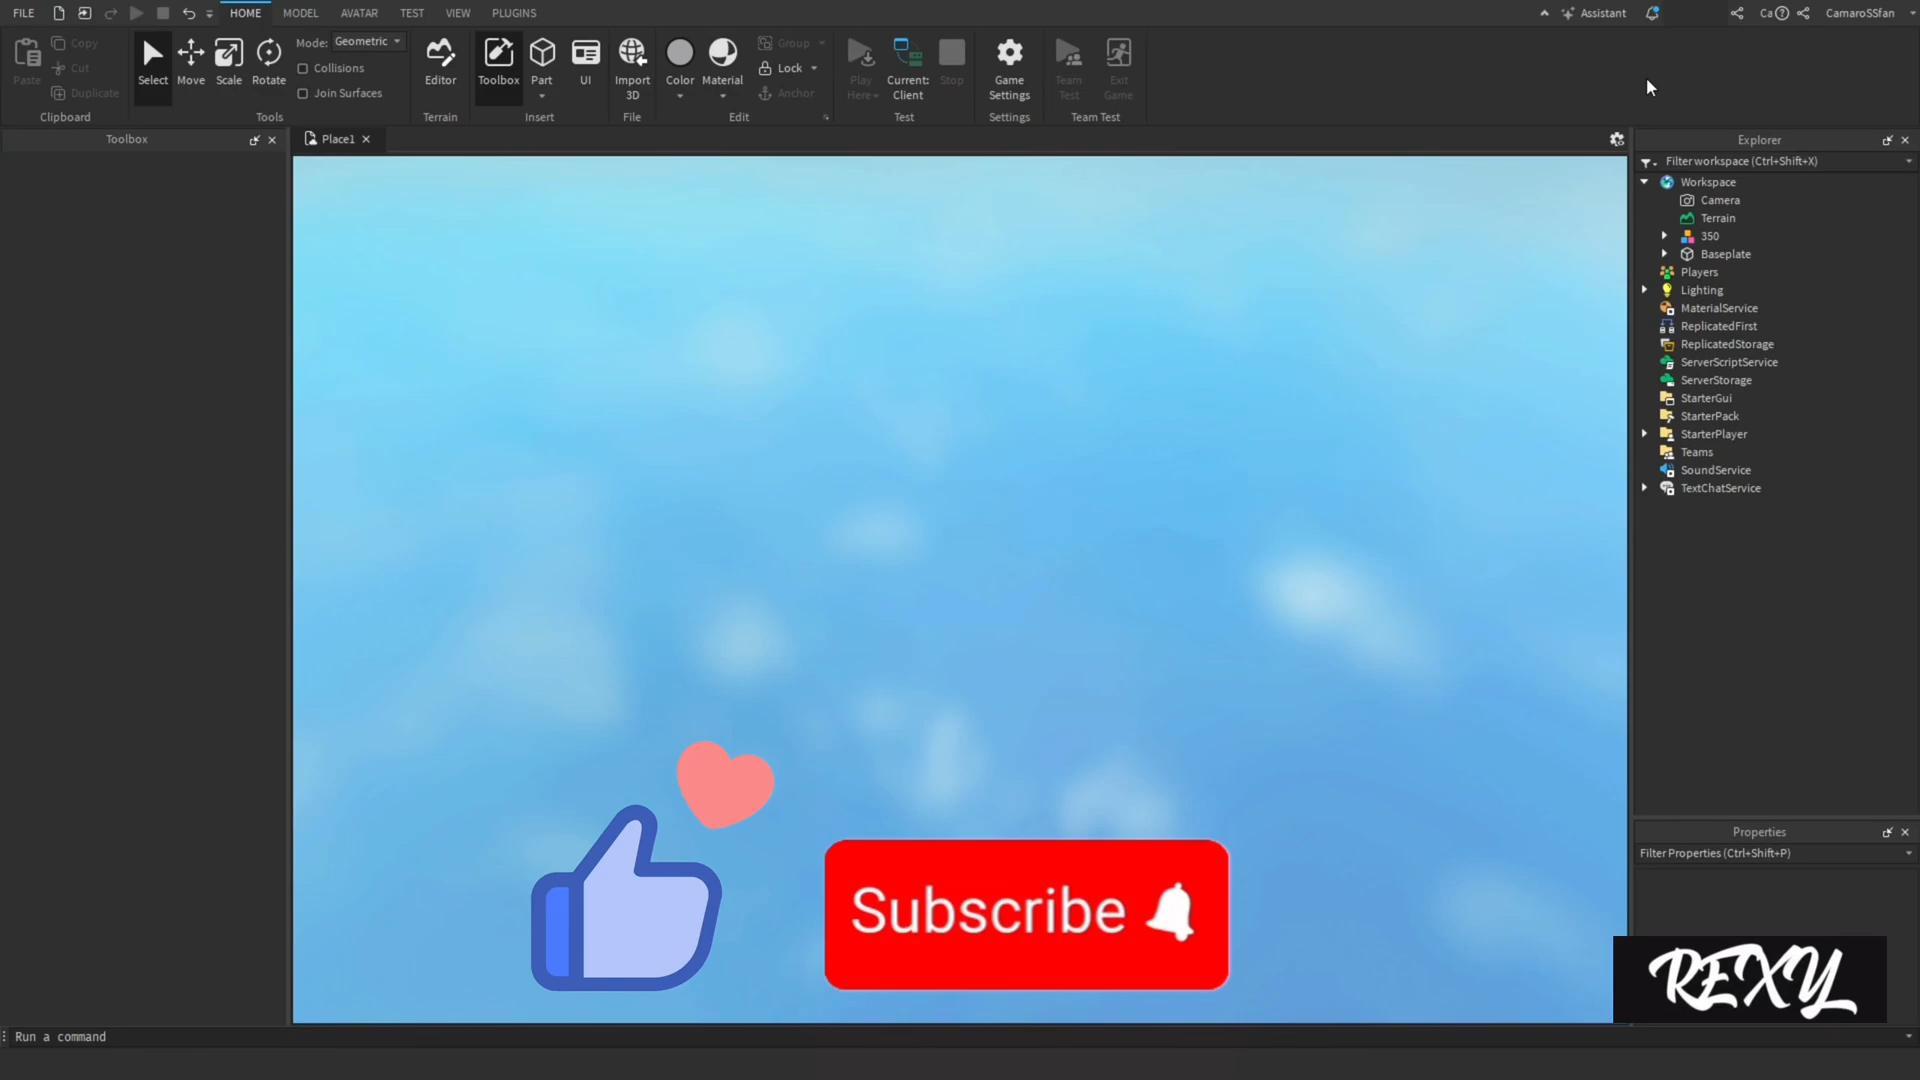 FILE HOME MODEL AVATAR TEST VIEW PLUGINS Assistant Ca CamaroSSfan
Paste Copy Cut Duplicate Clipboard
Select Move Scale Rotate Mode: Geometric Collisions Join Surfaces Tools
Editor Terrain
Toolbox Part UI Insert
Import 3D File
Color Material Group Lock Anchor Edit
Play Here Current: Client Stop Test
Game Settings Settings
Team Test Exit Game Team Test
Toolbox
Place1
Explorer
Filter workspace (Ctrl+Shift+X)
Workspace
Camera
Terrain
350
Baseplate
Players
Lighting
MaterialService
ReplicatedFirst
ReplicatedStorage
ServerScriptService
ServerStorage
StarterGui
StarterPack
StarterPlayer
Teams
SoundService
TextChatService
Properties
Filter Properties (Ctrl+Shift+P)
Subscribe
REXY
Run a command